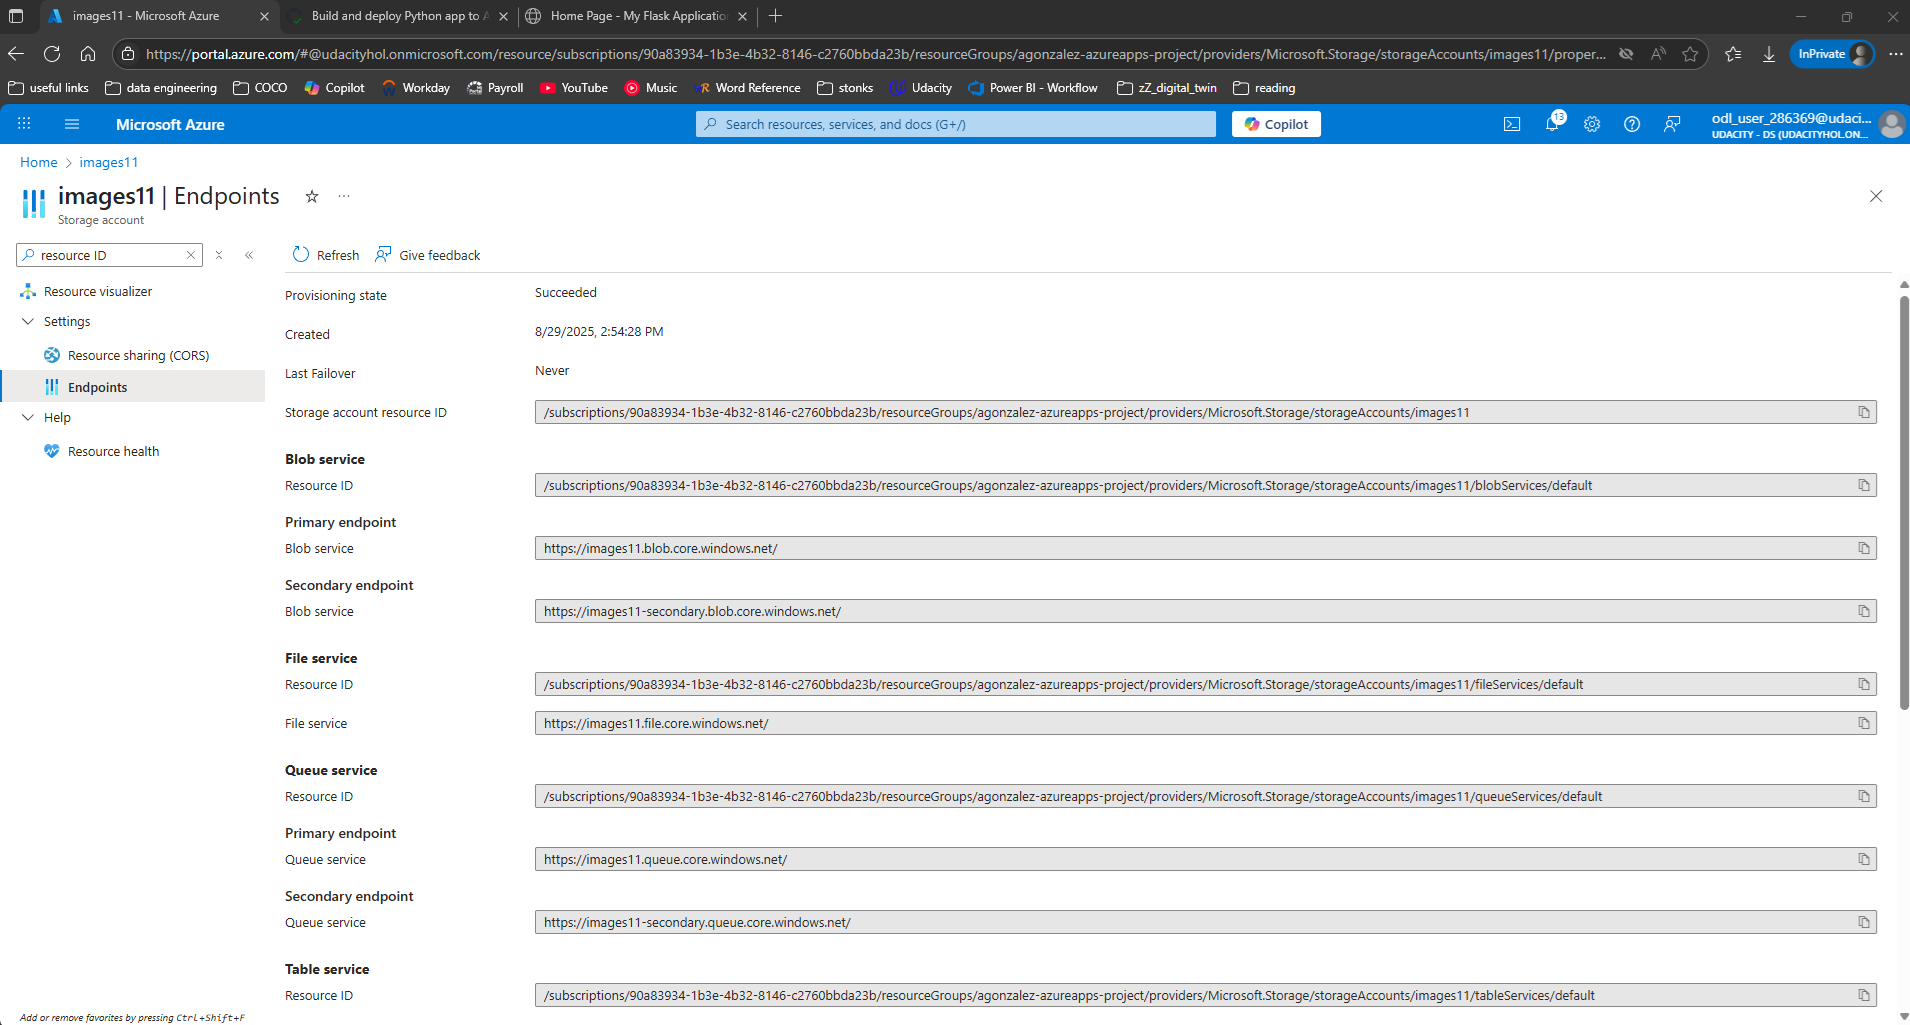 images11 - Microsoft Azure
Build and deploy Python app to A
Home Page - My Flask Application
https://portal.azure.com/#@udacityhol.onmicrosoft.com/resource/subscriptions/90a83934-1b3e-4b32-8146-c2760bbda23b/resourceGroups/agonzalez-azureapps-project/providers/Microsoft.Storage/storageAccounts/images11/proper...
InPrivate
useful links
data engineering
COCO
Copilot
Workday
Payroll
YouTube
Music
Word Reference
stonks
Udacity
Power BI - Workflow
zZ_digital_twin
reading
Microsoft Azure
Search resources, services, and docs (G+/)
Copilot
13
odl_user_286369@udaci...
UDACITY - DS (UDACITYHOL.ON...
Home > images11
images11 | Endpoints
Storage account
resource ID
Refresh
Give feedback
Resource visualizer
Settings
Resource sharing (CORS)
Endpoints
Help
Resource health
Provisioning state
Succeeded
Created
8/29/2025, 2:54:28 PM
Last Failover
Never
Storage account resource ID
/subscriptions/90a83934-1b3e-4b32-8146-c2760bbda23b/resourceGroups/agonzalez-azureapps-project/providers/Microsoft.Storage/storageAccounts/images11
Blob service
Resource ID
/subscriptions/90a83934-1b3e-4b32-8146-c2760bbda23b/resourceGroups/agonzalez-azureapps-project/providers/Microsoft.Storage/storageAccounts/images11/blobServices/default
Primary endpoint
Blob service
https://images11.blob.core.windows.net/
Secondary endpoint
Blob service
https://images11-secondary.blob.core.windows.net/
File service
Resource ID
/subscriptions/90a83934-1b3e-4b32-8146-c2760bbda23b/resourceGroups/agonzalez-azureapps-project/providers/Microsoft.Storage/storageAccounts/images11/fileServices/default
File service
https://images11.file.core.windows.net/
Queue service
Resource ID
/subscriptions/90a83934-1b3e-4b32-8146-c2760bbda23b/resourceGroups/agonzalez-azureapps-project/providers/Microsoft.Storage/storageAccounts/images11/queueServices/default
Primary endpoint
Queue service
https://images11.queue.core.windows.net/
Secondary endpoint
Queue service
https://images11-secondary.queue.core.windows.net/
Table service
Resource ID
/subscriptions/90a83934-1b3e-4b32-8146-c2760bbda23b/resourceGroups/agonzalez-azureapps-project/providers/Microsoft.Storage/storageAccounts/images11/tableServices/default
Add or remove favorites by pressing Ctrl+Shift+F